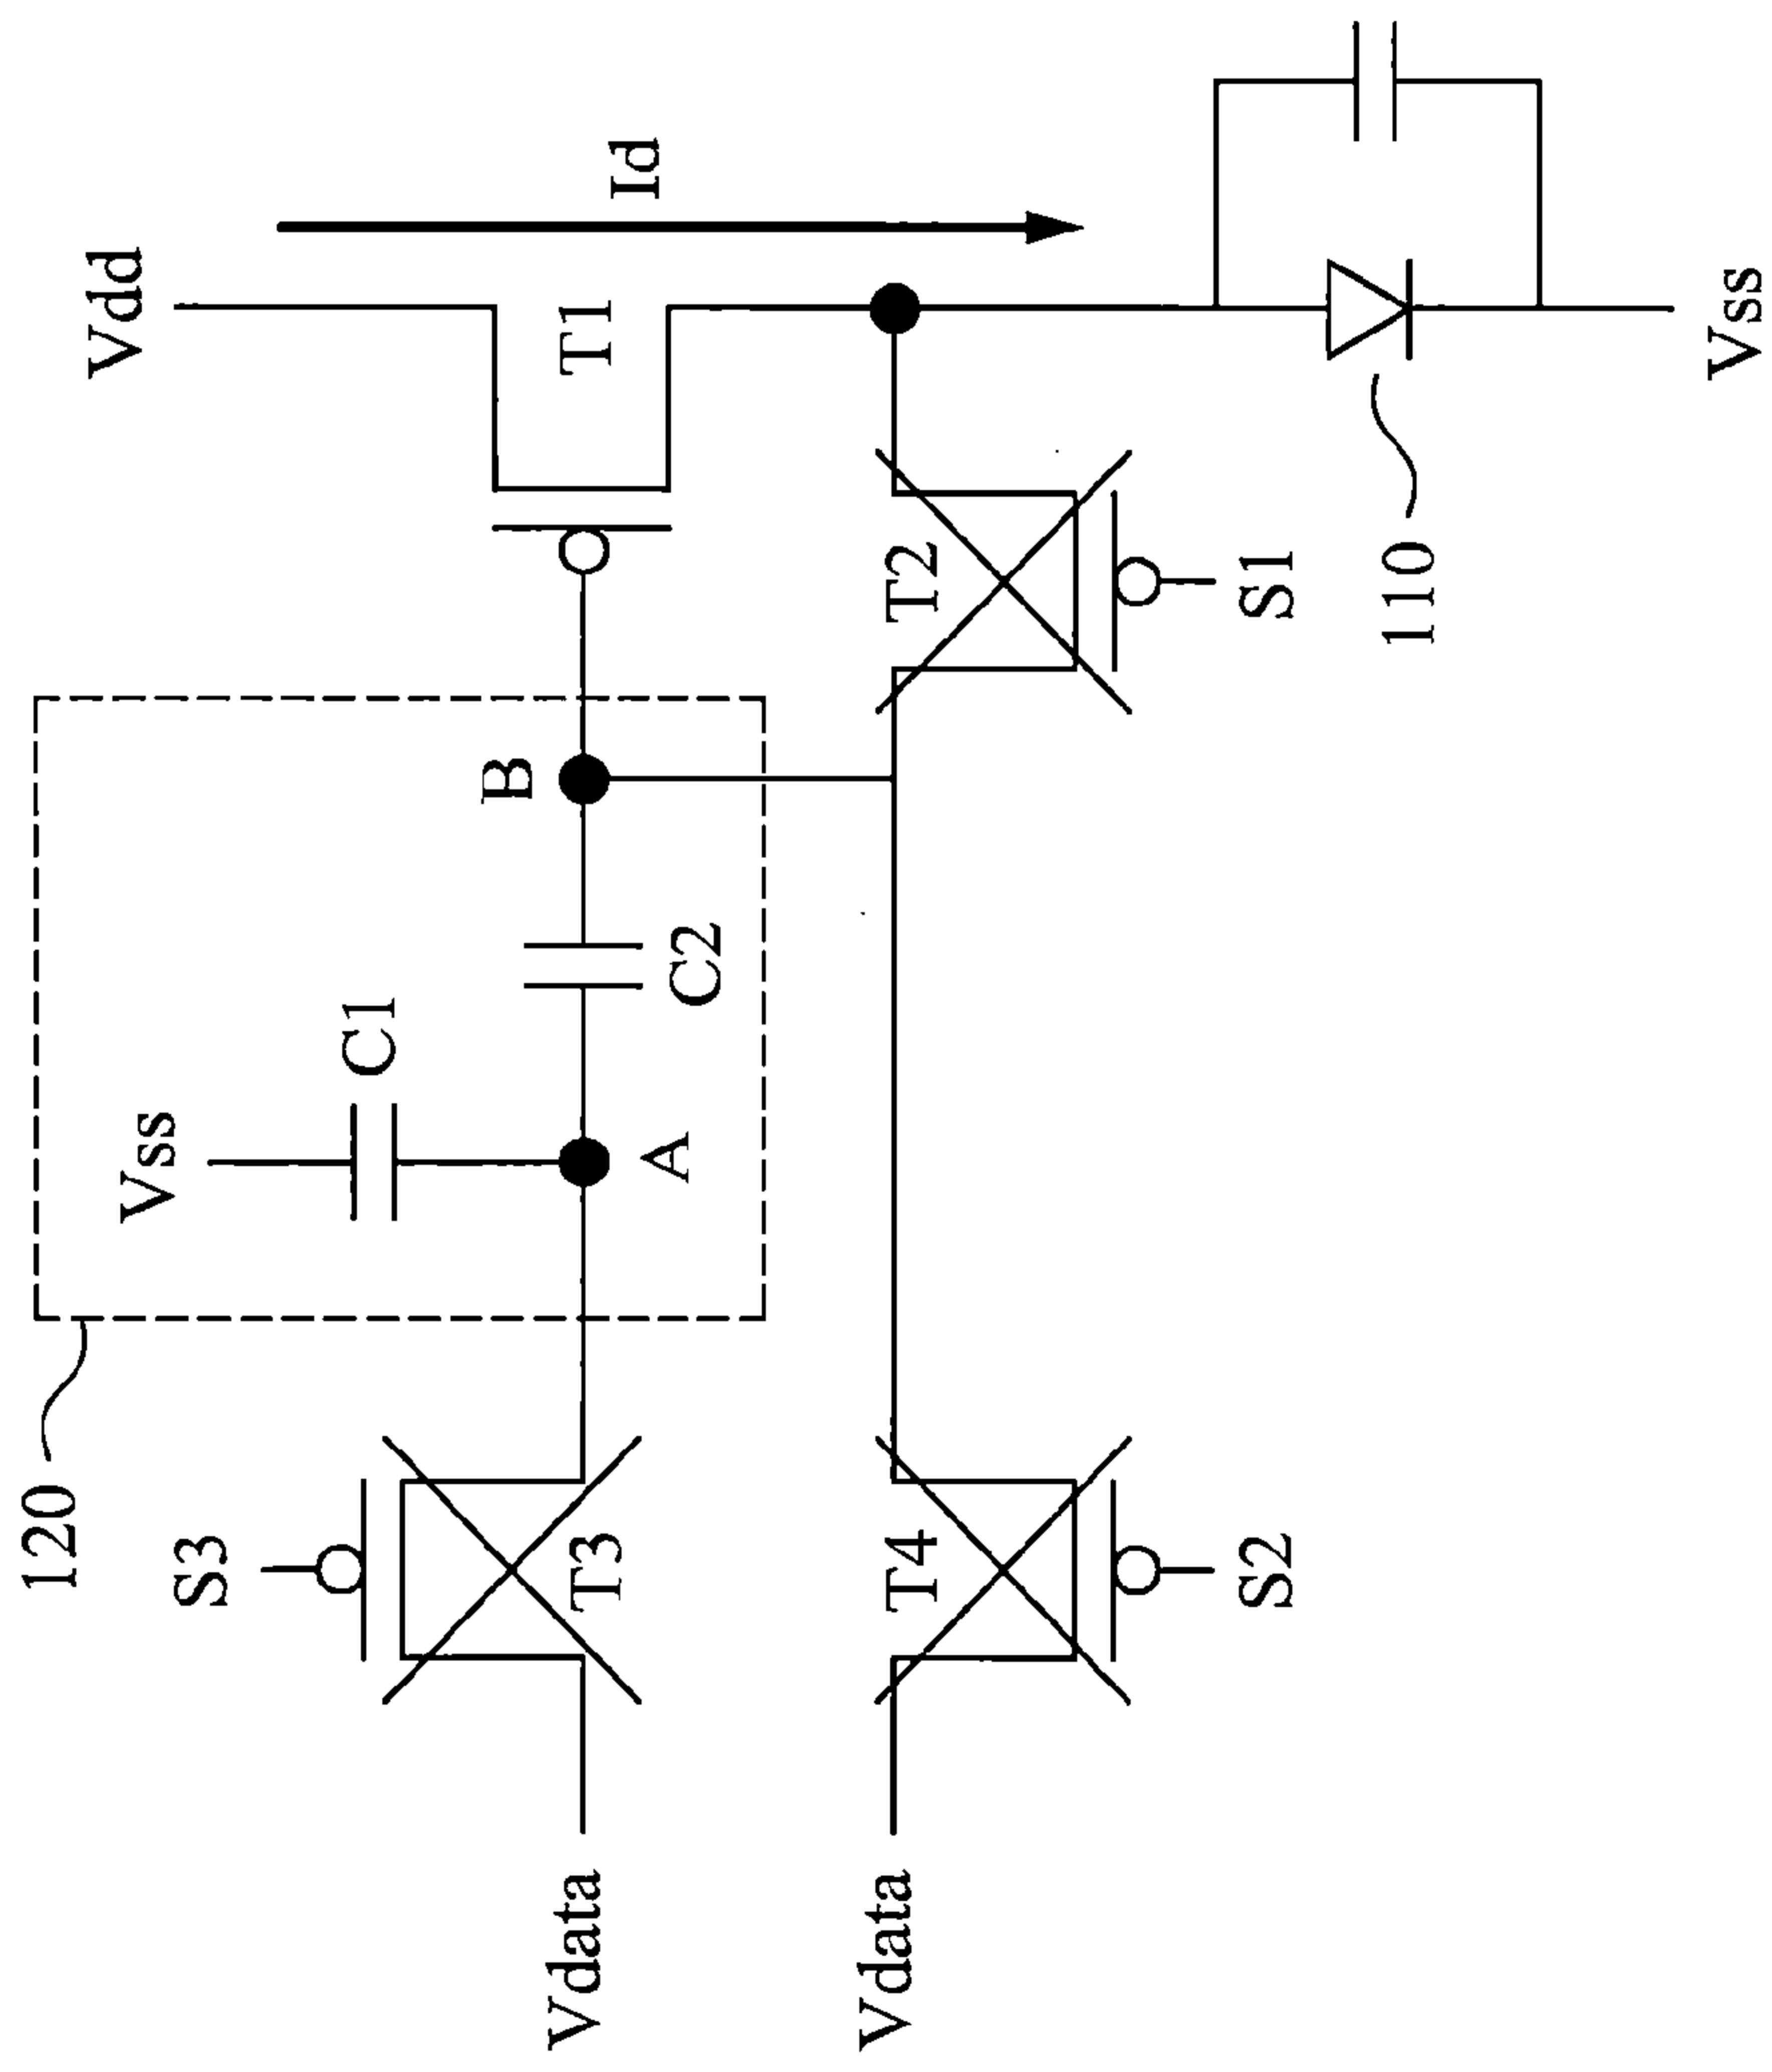 Vdd
Id
T1
Vss
C1
B
C2
A
120
S3
T3
Vdata
T2
S1
110
Vss
T4
S2
Vdata